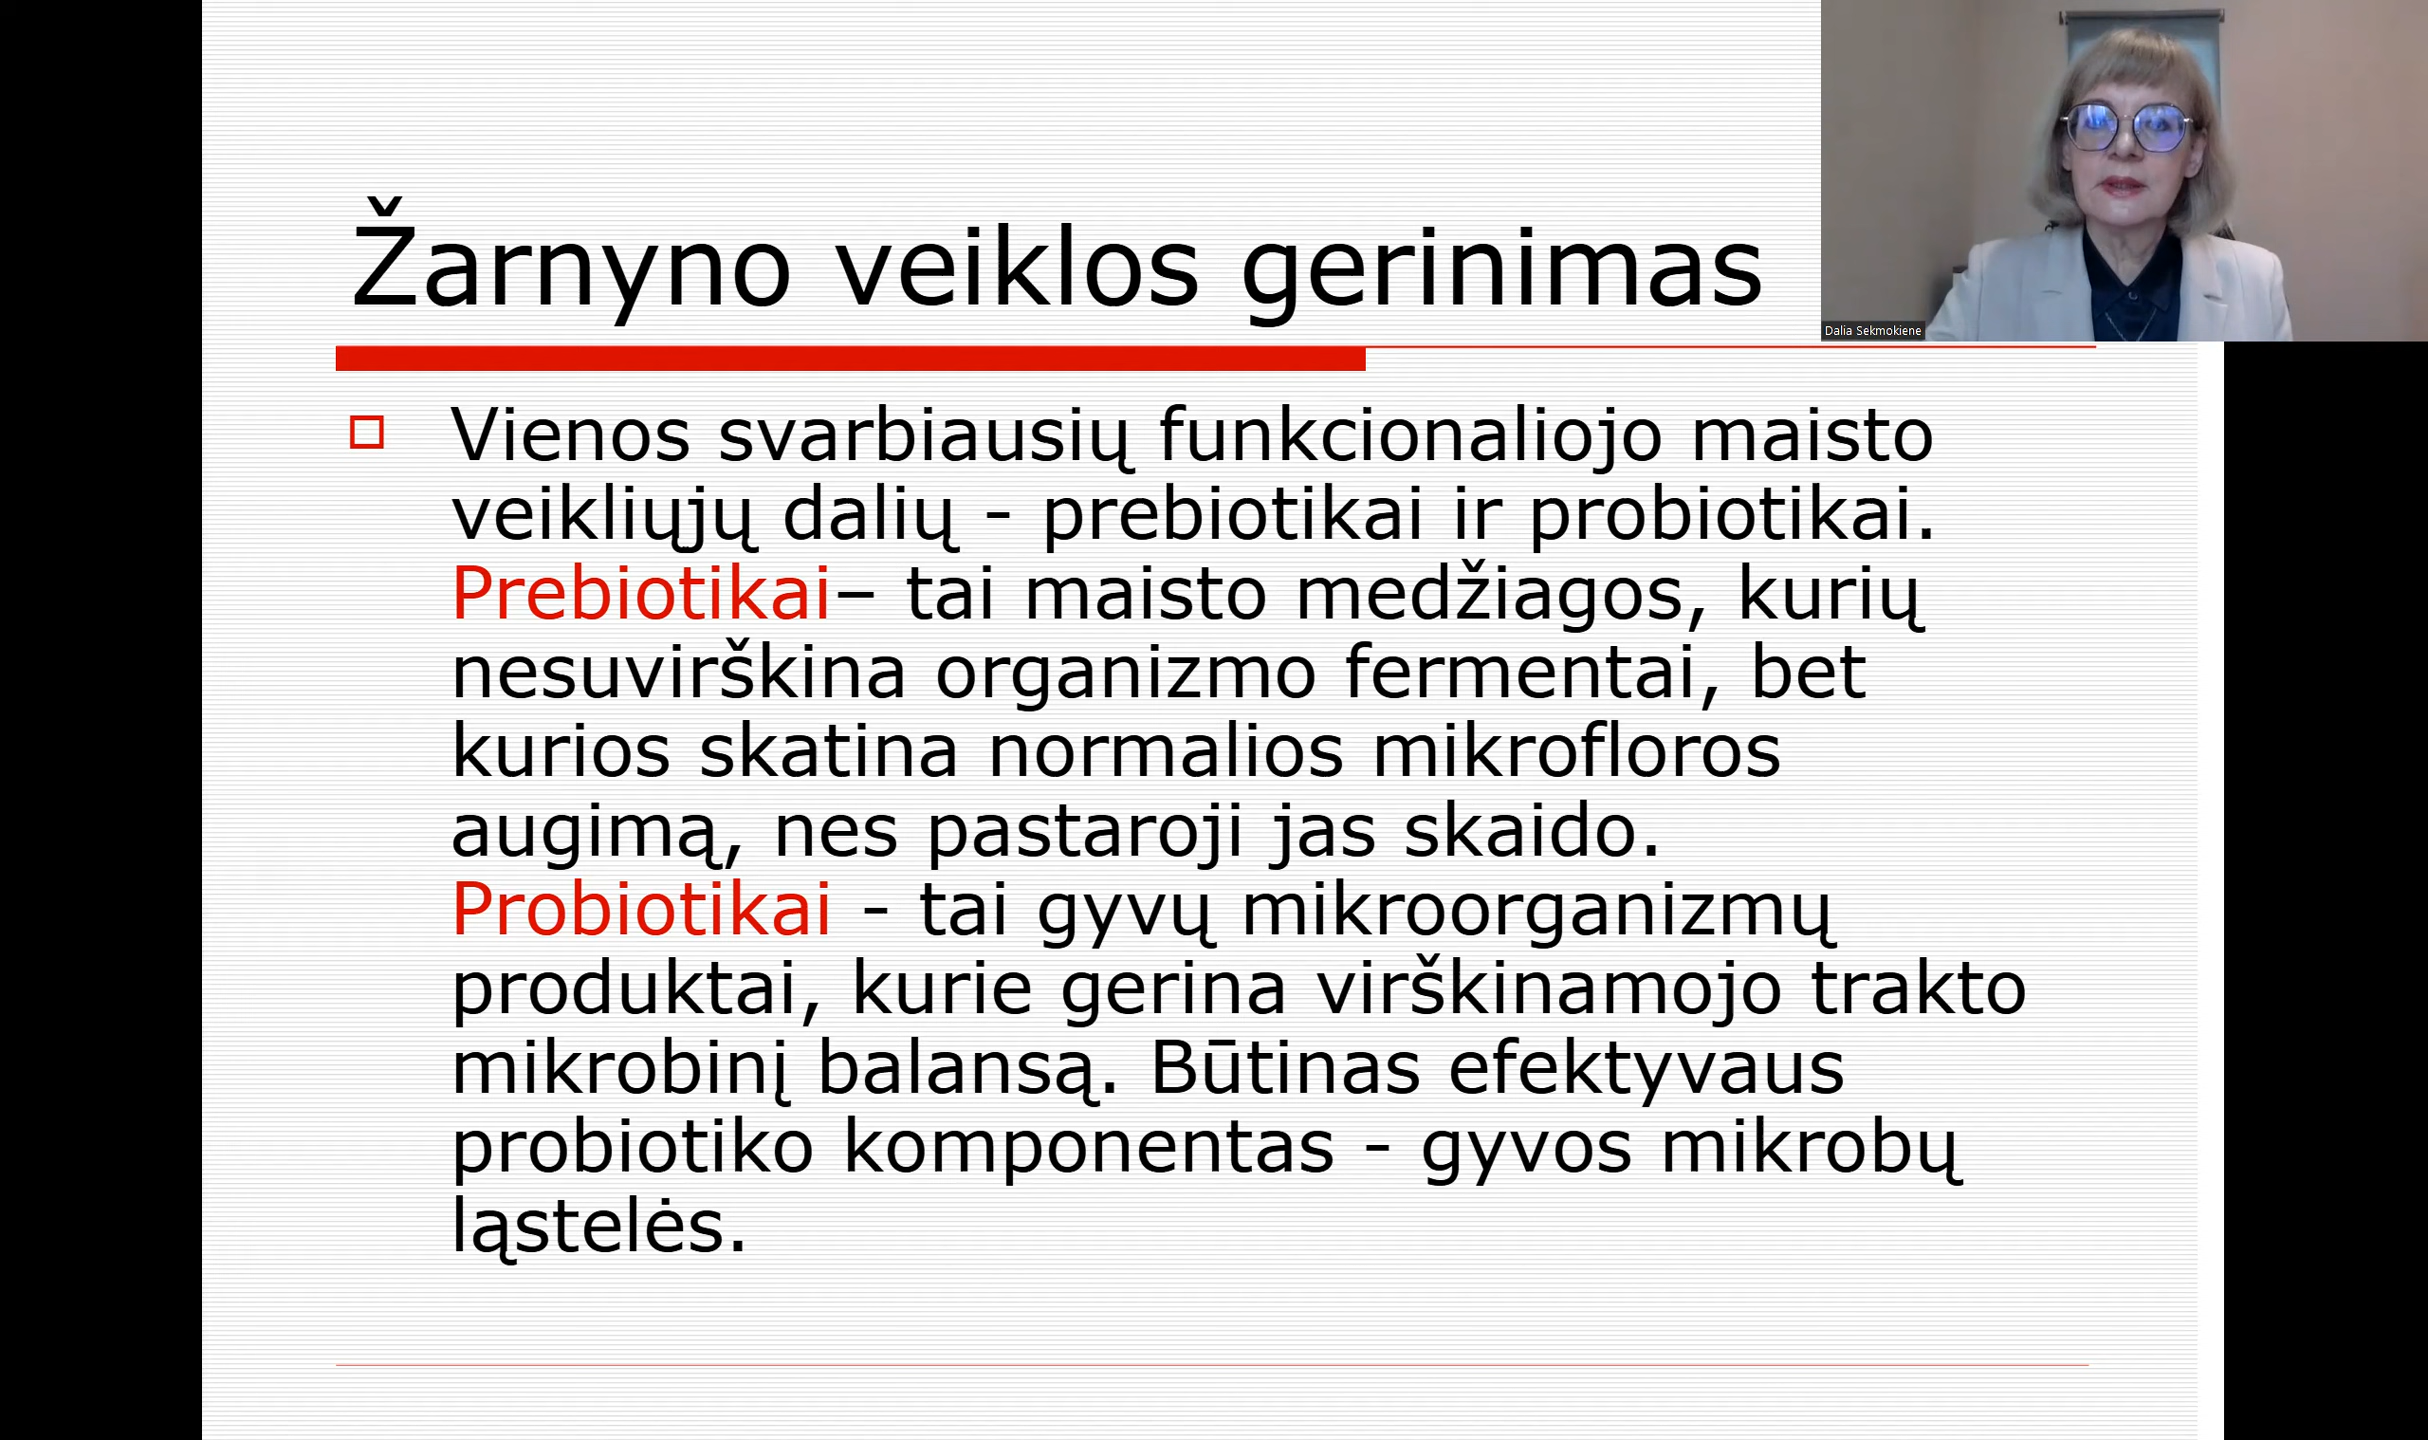 Žarnyno veiklos gerinimas
Dalia Sekmokiene
Vienos svarbiausių funkcionaliojo maisto
veikliųjų dalių - prebiotikai ir probiotikai.
Prebiotikai– tai maisto medžiagos, kurių
nesuvirškina organizmo fermentai, bet
kurios skatina normalios mikrofloros
augimą, nes pastaroji jas skaido.
Probiotikai - tai gyvų mikroorganizmų
produktai, kurie gerina virškinamojo trakto
mikrobinį balansą. Būtinas efektyvaus
probiotiko komponentas - gyvos mikrobų
ląstelės.